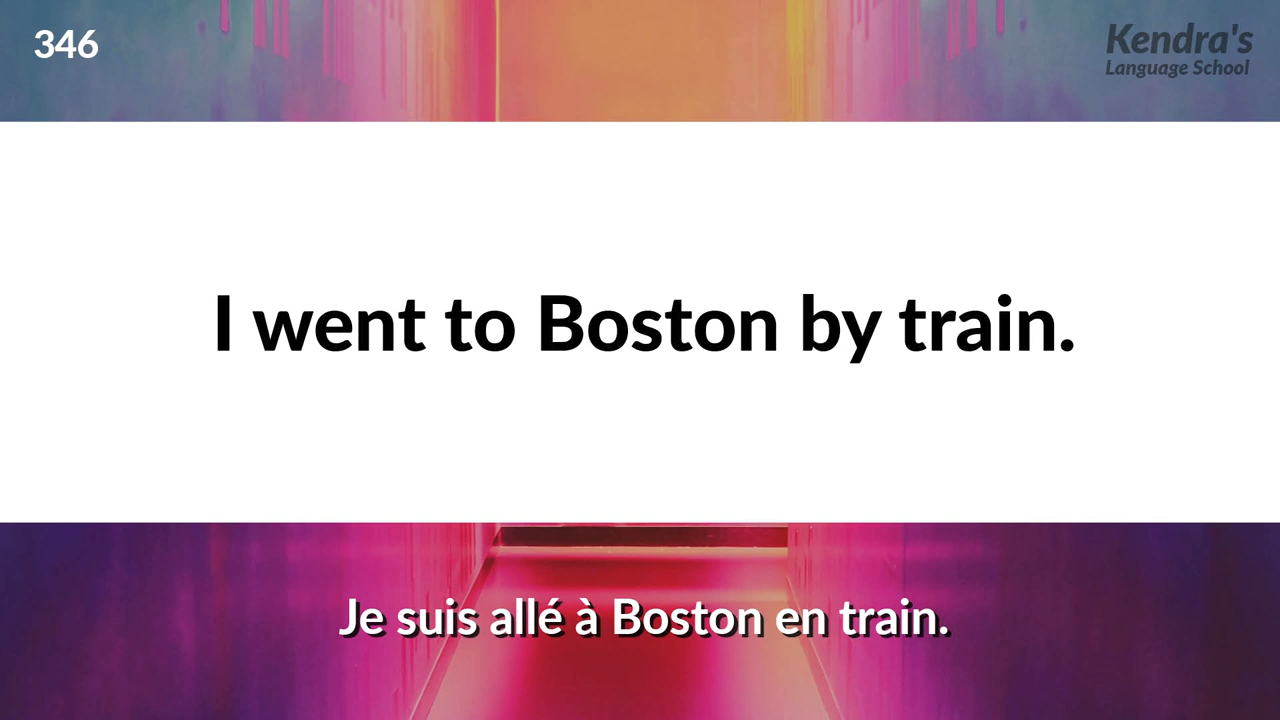 346
Kendra's
Language School
I went to Boston by train.
Je suis allé à Boston en train.